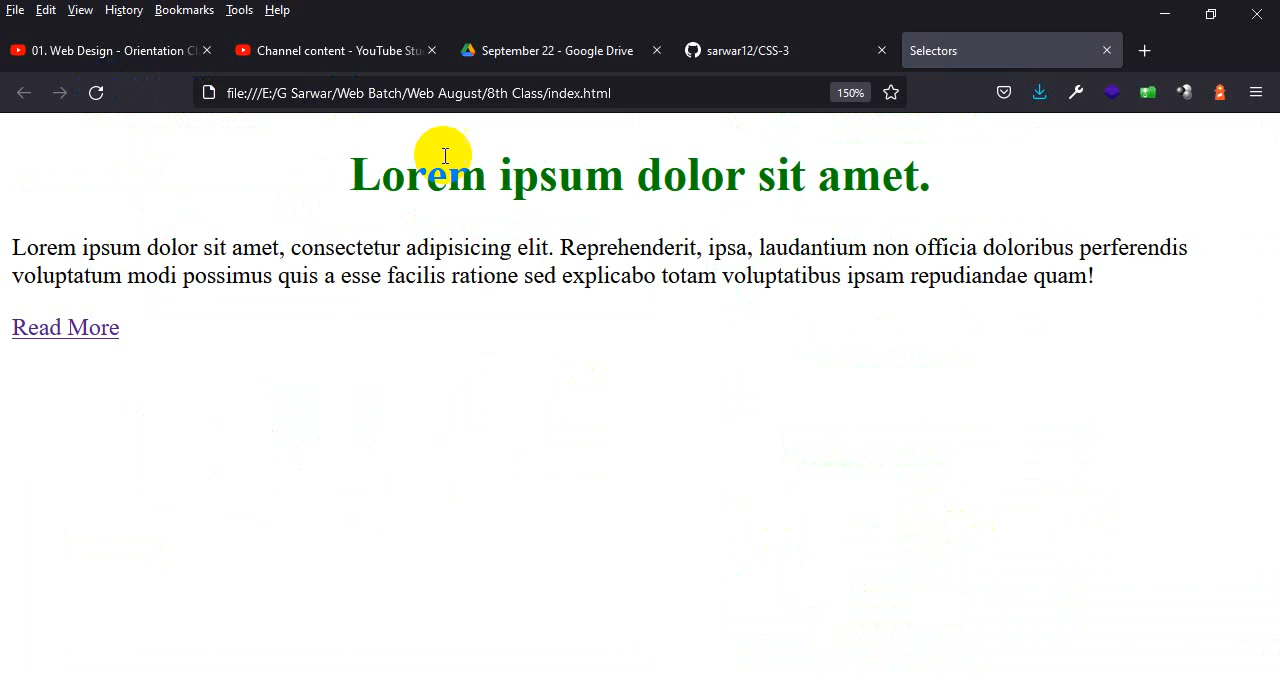 File Edit View History Bookmarks Tools Help
01. Web Design - Orientation Cl
Channel content - YouTube Stu
September 22 - Google Drive
sarwar12/CSS-3
Selectors
file:///E:/G Sarwar/Web Batch/Web August/8th Class/index.html
150%
Lorem ipsum dolor sit amet.
Lorem ipsum dolor sit amet, consectetur adipisicing elit. Reprehenderit, ipsa, laudantium non officia doloribus perferendis
voluptatum modi possimus quis a esse facilis ratione sed explicabo totam voluptatibus ipsam repudiandae quam!
Read More